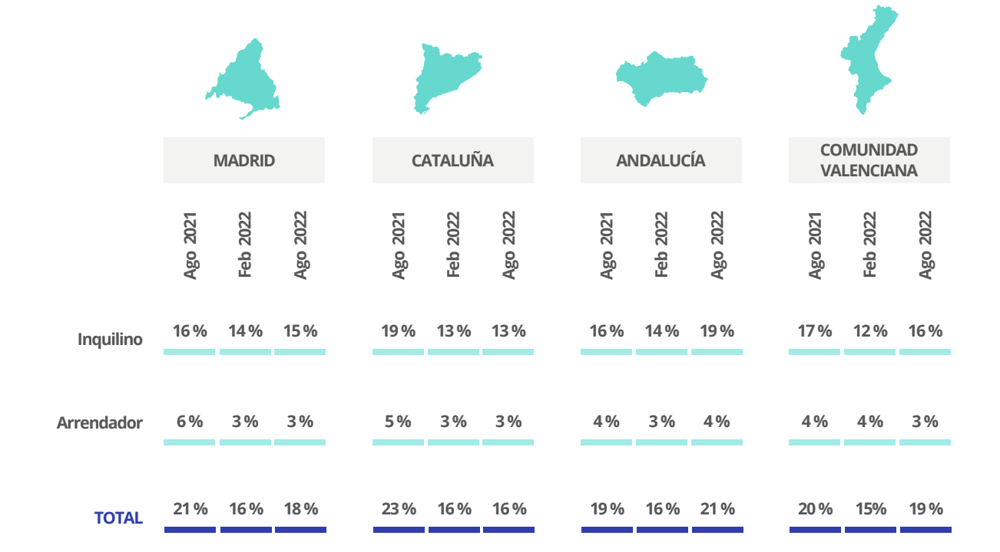 MADRID
CATALUÑA
ANDALUCÍA
COMUNIDAD
VALENCIANA
Ago 2021 Feb 2022 Ago 2022 Ago 2021 Feb 2022 Ago 2022 Ago 2021 Feb 2022 Ago 2022 Ago 2021 Feb 2022 Ago 2022
Inquilino 16 % 14 % 15 % 19 % 13 % 13 % 16 % 14 % 19 % 17 % 12 % 16 %
Arrendador 6 % 3 % 3 % 5 % 3 % 3 % 4 % 3 % 4 % 4 % 4 % 3 %
TOTAL 21 % 16 % 18 % 23 % 16 % 16 % 19 % 16 % 21 % 20 % 15% 19 %